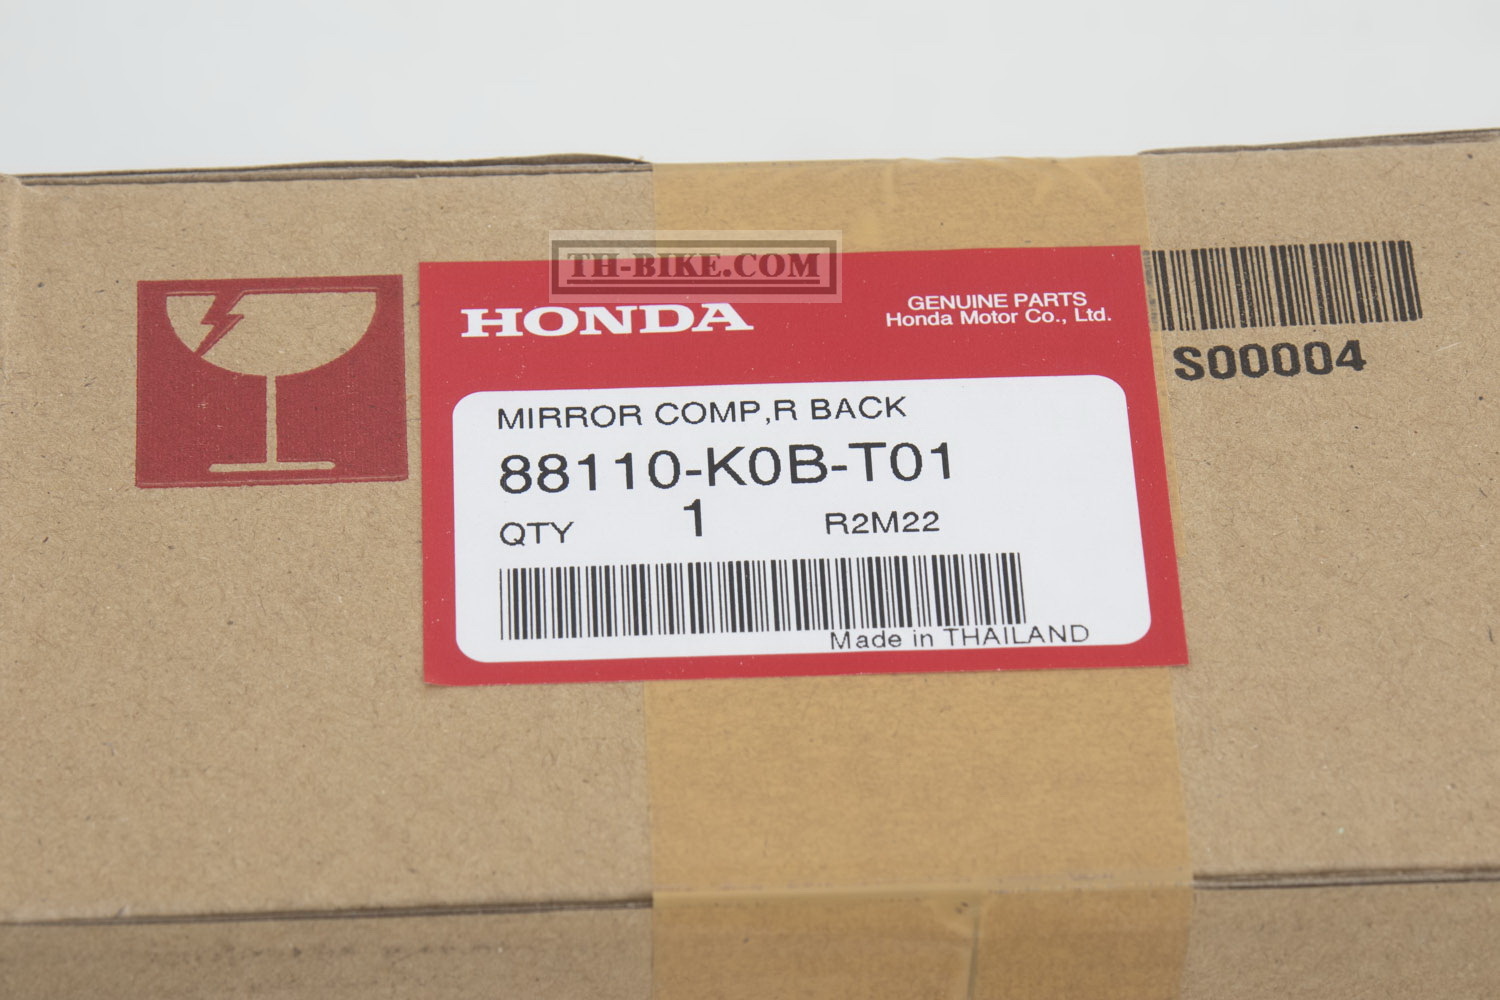 TH-BIKE.COM
HONDA
GENUINE PARTS
Honda Motor Co., Ltd.
S00004
MIRROR COMP,R BACK
88110-K0B-T01
QTY 1 R2M22
Made in THAILAND